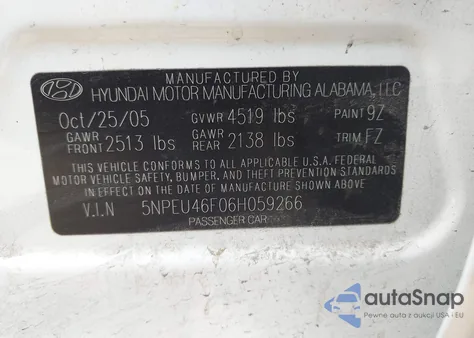 MANUFACTURED BY
HYUNDAI MOTOR MANUFACTURING ALABAMA, LLC
Oct/25/05 GVWR 4519 lbs PAINT 9Z
GAWR FRONT 2513 lbs GAWR REAR 2138 lbs TRIM FZ
THIS VEHICLE CONFORMS TO ALL APPLICABLE U.S.A. FEDERAL
MOTOR VEHICLE SAFETY, BUMPER, AND THEFT PREVENTION STANDARDS
IN EFFECT ON THE DATE OF MANUFACTURE SHOWN ABOVE.
V.I.N 5NPEU46F06H059266
PASSENGER CAR
autoSnap
Pewne auta z aukcji USA i EU